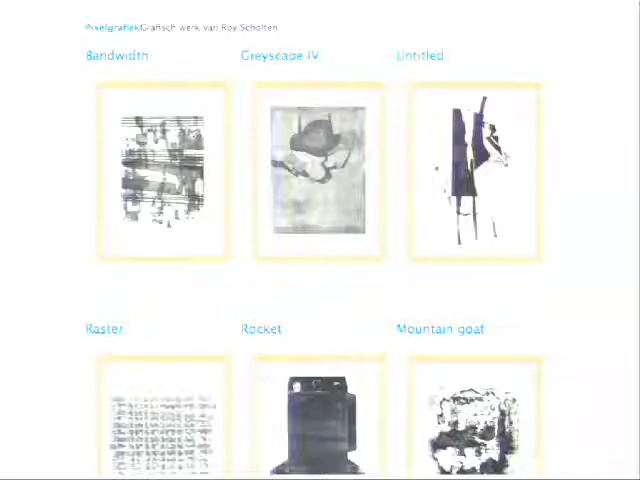 PixelgrafiekGrafisch werk van Roy Scholten
Bandwidth Greyscape IV Untitled
Raster Rocket Mountain goat